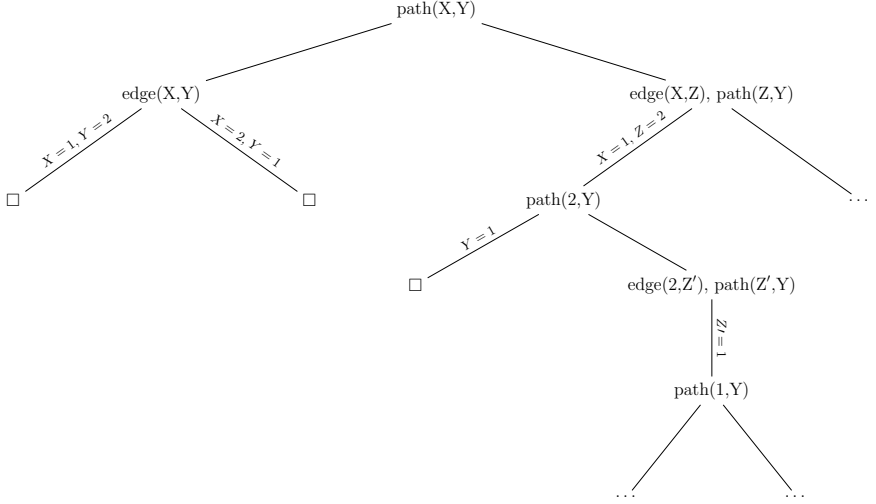 path(X,Y)
edge(X,Y)
edge(X,Z), path(Z,Y)
X = 1, Y = 2
X = 2, Y = 1
X = 1, Z = 2
□
□
path(2,Y)
...
Y = 1
□
edge(2,Z′), path(Z′,Y)
Z′ = 1
path(1,Y)
...
...